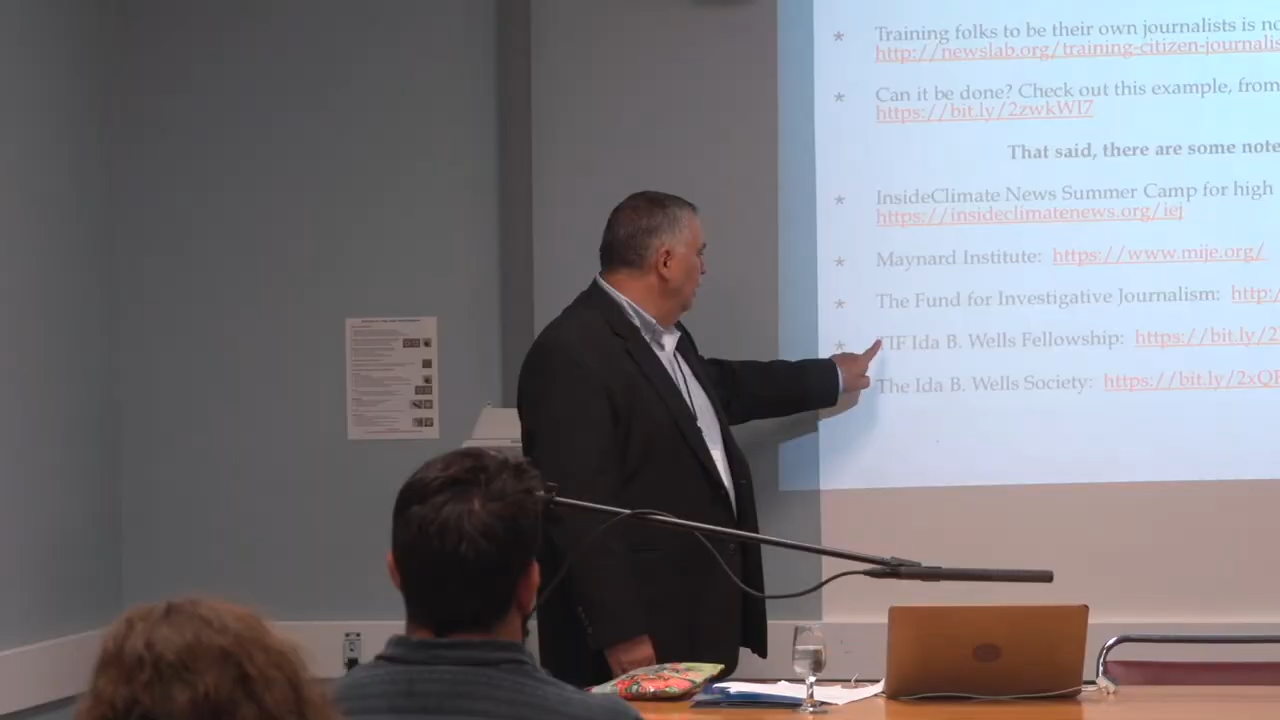 * Training folks to be their own journalists is
http://newslab.org/training-citizen-journalis
* Can it be done? Check out this example, from
https://bit.ly/2zwkWI7
That said, there are some note
* InsideClimate News Summer Camp for high
https://insideclimatenews.org/iej
* Maynard Institute: https://www.mije.org/
* The Fund for Investigative Journalism: http:/
* TIF Ida B. Wells Fellowship: https://bit.ly/2
The Ida B. Wells Society: https://bit.ly/2xQ